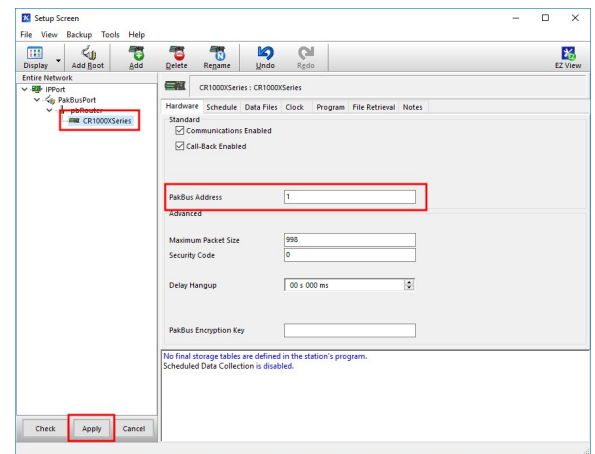 Setup Screen
File View Backup Tools Help
Display Add Root Add Delete Rename Undo Redo EZ View
Entire Network
IPPort
PakBusPort
pbRouter
CR1000XSeries
CR1000XSeries : CR1000XSeries
Hardware Schedule Data Files Clock Program File Retrieval Notes
Standard
Communications Enabled
Call-Back Enabled
PakBus Address 1
Advanced
Maximum Packet Size 998
Security Code 0
Delay Hangup 00 s 000 ms
PakBus Encryption Key
No final storage tables are defined in the station's program.
Scheduled Data Collection is disabled.
Check Apply Cancel